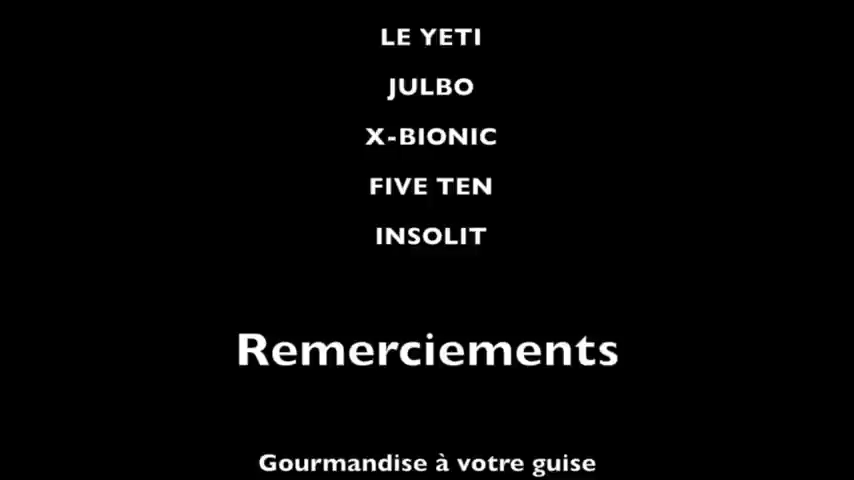 LE YETI
JULBO
X-BIONIC
FIVE TEN
INSOLIT
Remerciements
Gourmandise à votre guise